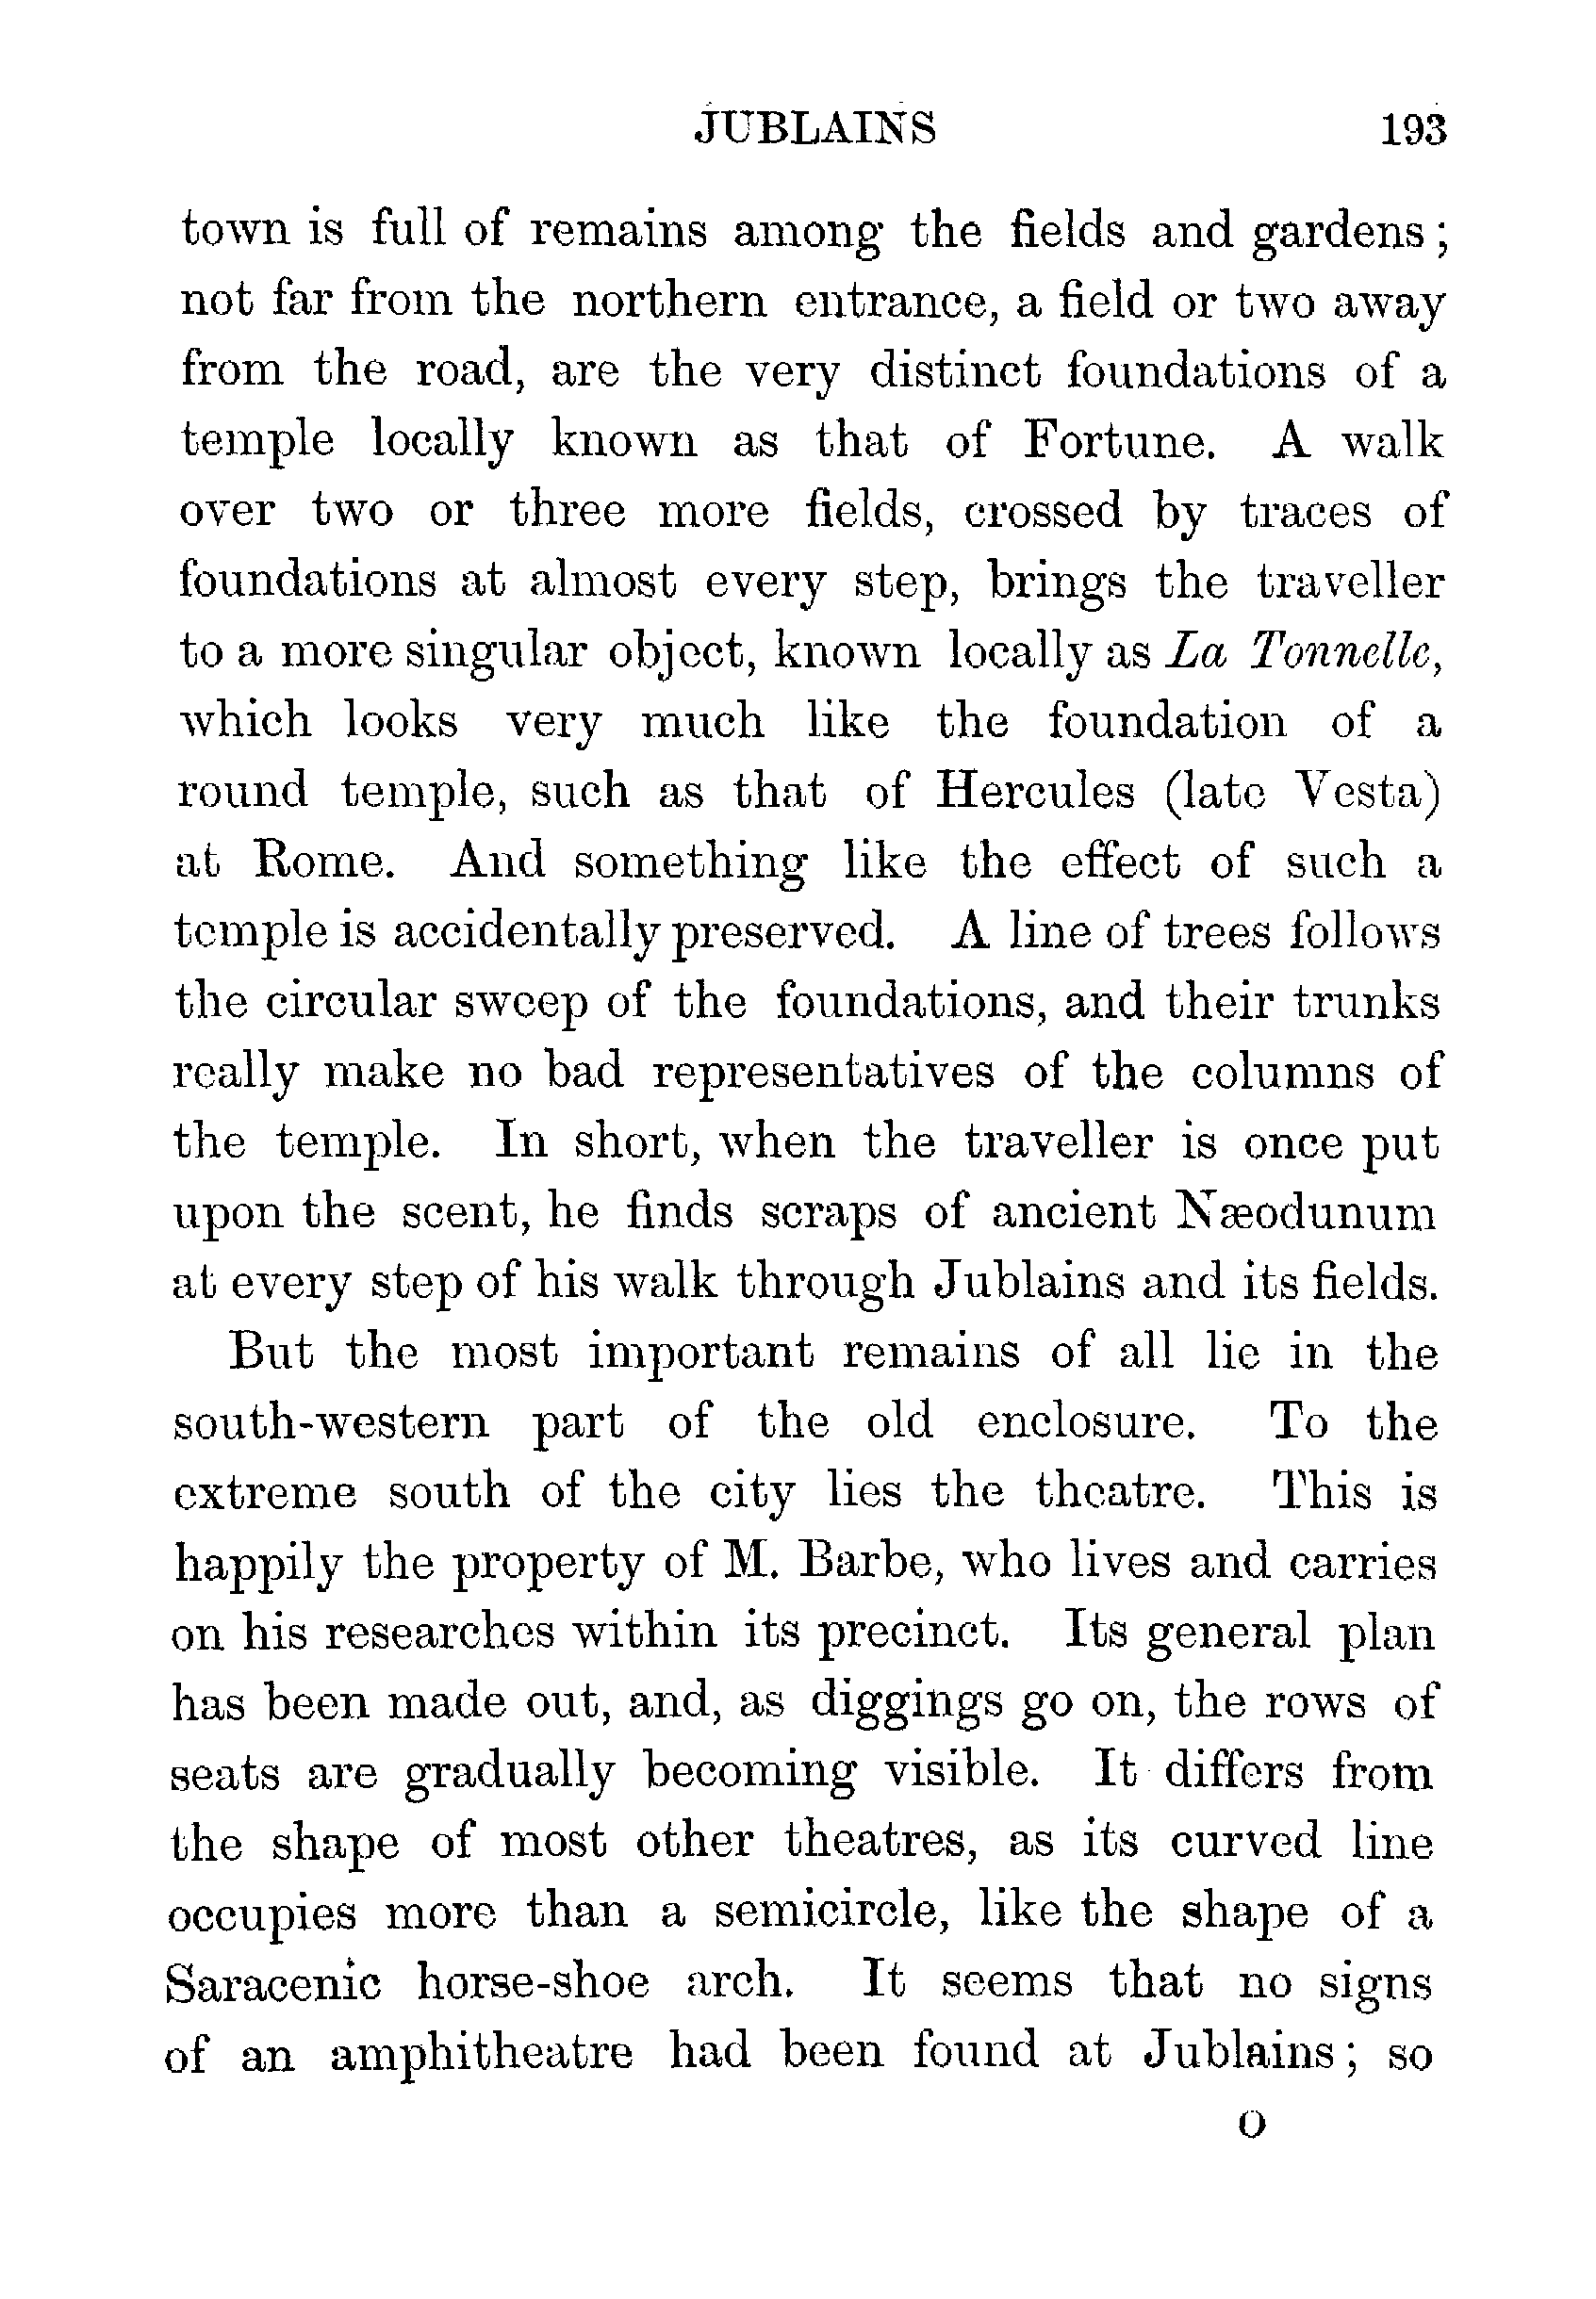 JUBLAINS 193
town is full of remains among the fields and gardens;
not far from the northern entrance, a field or two away
from the road, are the very distinct foundations of a
temple locally known as that of Fortune. A walk
over two or three more fields, crossed by traces of
foundations at almost every step, brings the traveller
to a more singular object, known locally as La Tonnelle,
which looks very much like the foundation of a
round temple, such as that of Hercules (late Vesta)
at Rome. And something like the effect of such a
temple is accidentally preserved. A line of trees follows
the circular sweep of the foundations, and their trunks
really make no bad representatives of the columns of
the temple. In short, when the traveller is once put
upon the scent, he finds scraps of ancient Næodunum
at every step of his walk through Jublains and its fields.
But the most important remains of all lie in the
south-western part of the old enclosure. To the
extreme south of the city lies the theatre. This is
happily the property of M. Barbe, who lives and carries
on his researches within its precinct. Its general plan
has been made out, and, as diggings go on, the rows of
seats are gradually becoming visible. It differs from
the shape of most other theatres, as its curved line
occupies more than a semicircle, like the shape of a
Saracenic horse-shoe arch. It seems that no signs
of an amphitheatre had been found at Jublains; so
O